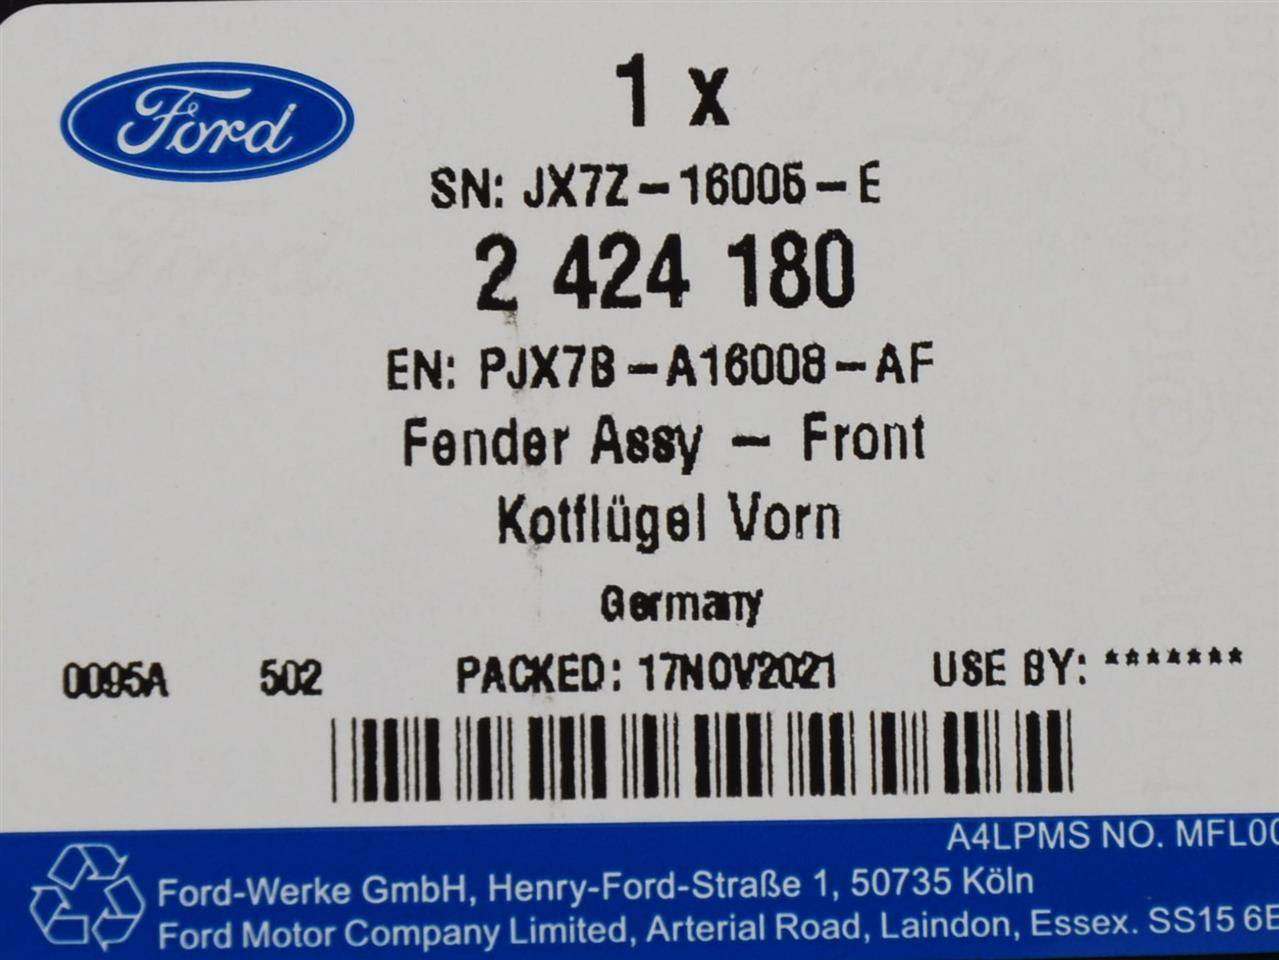 Ford
1 x
SN: JX7Z-16005-E
2 424 180
EN: PJX7B-A16008-AF
Fender Assy - Front
Kotflügel Vorn
Germany
0095A 502 PACKED: 17NOV2021 USE BY: *******
A4LPMS NO. MFL00
Ford-Werke GmbH, Henry-Ford-Straße 1, 50735 Köln
Ford Motor Company Limited, Arterial Road, Laindon, Essex. SS15 6E